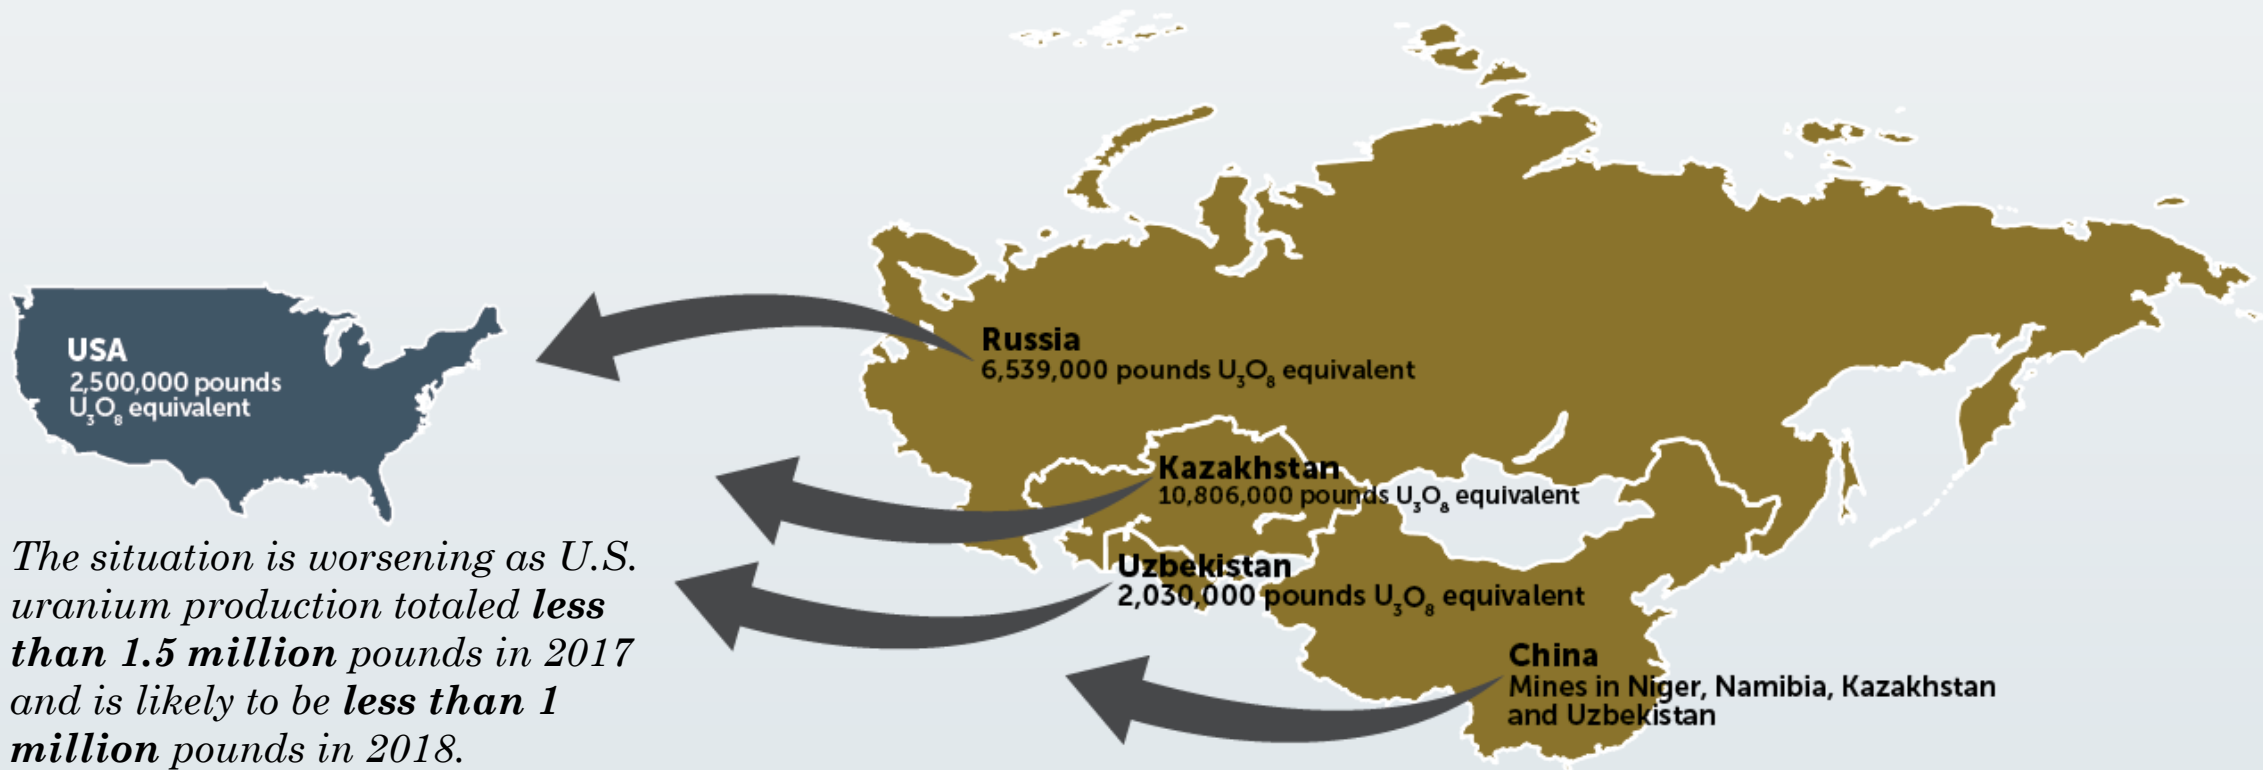 USA
2,500,000 pounds
U₃O₈ equivalent
Russia
6,539,000 pounds U₃O₈ equivalent
Kazakhstan
10,806,000 pounds U₃O₈ equivalent
Uzbekistan
2,030,000 pounds U₃O₈ equivalent
China
Mines in Niger, Namibia, Kazakhstan
and Uzbekistan
The situation is worsening as U.S.
uranium production totaled less
than 1.5 million pounds in 2017
and is likely to be less than 1
million pounds in 2018.